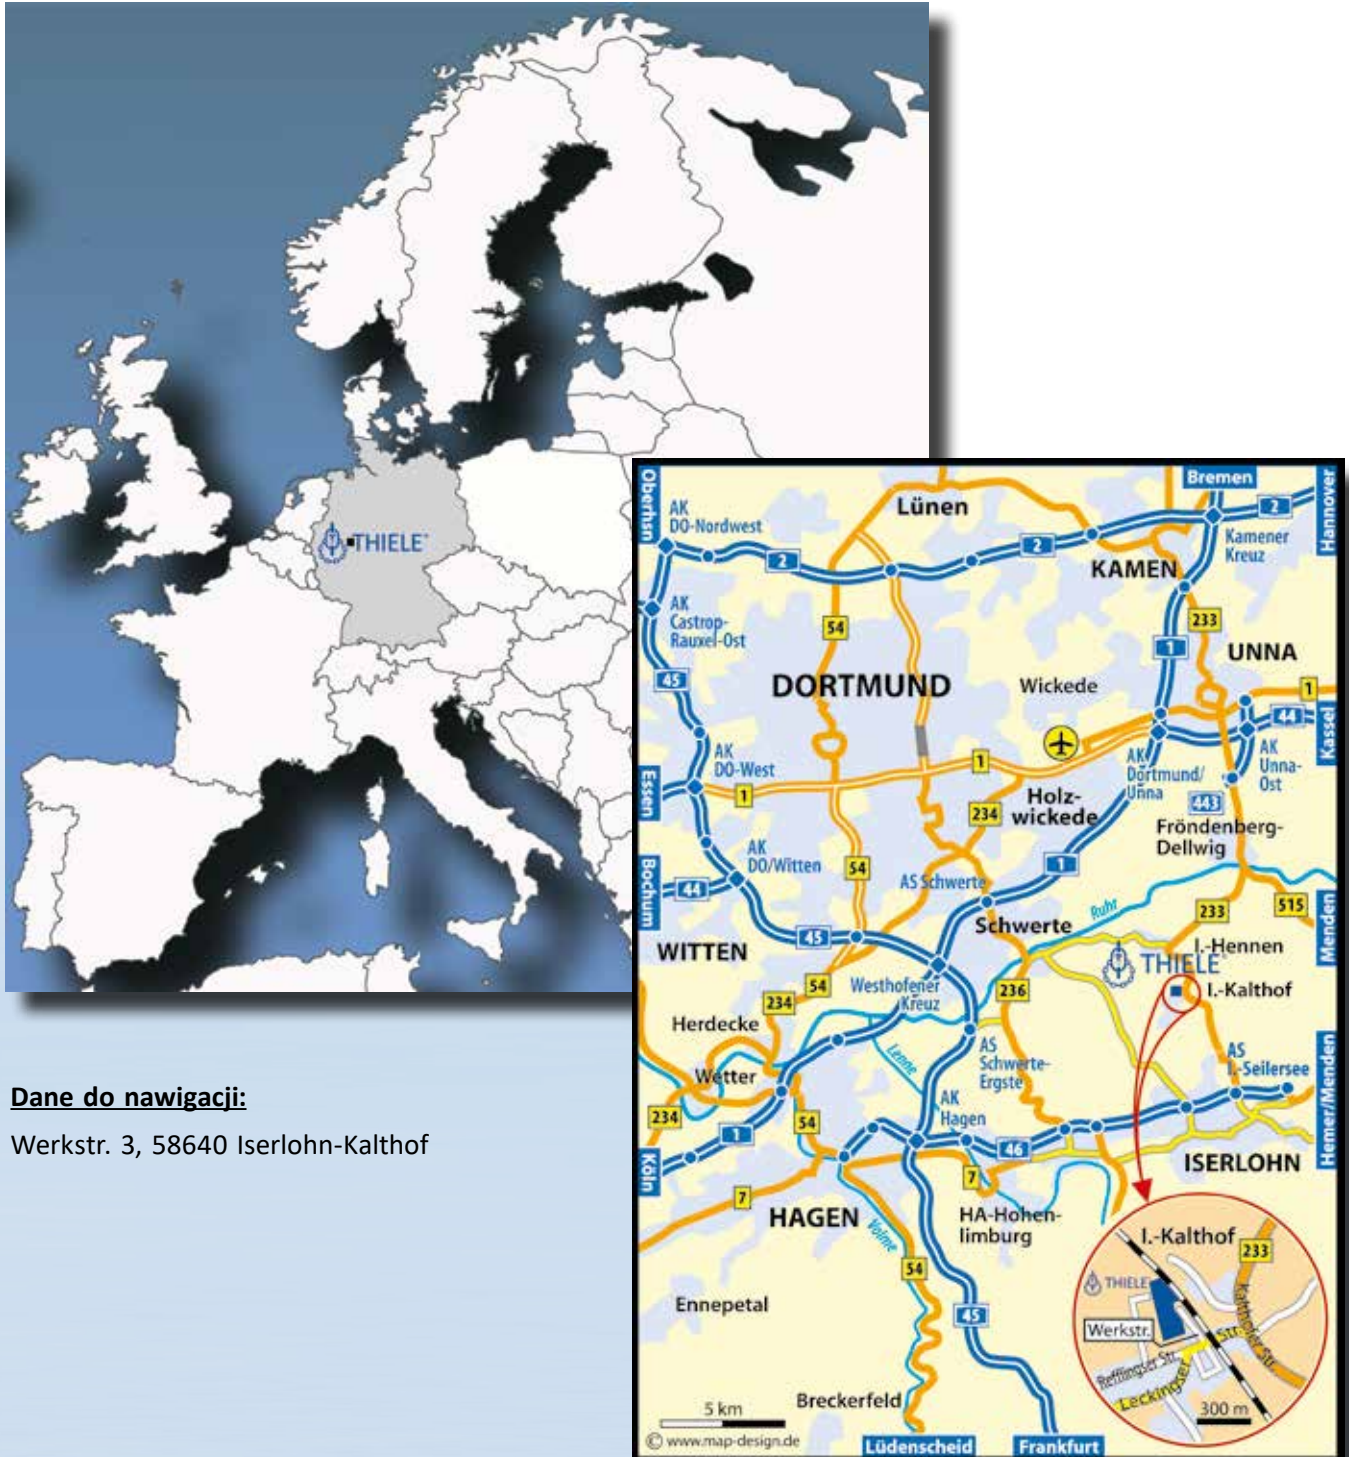 THIELE
Dane do nawigacji:
Werkstr. 3, 58640 Iserlohn-Kalthof
Oberhsn
Bremen
Hannover
AK
DO-Nordwest
Lünen
2
Kamener
Kreuz
2
2
KAMEN
AK
Castrop-
Rauxel-Ost
54
233
1
UNNA
45
DORTMUND
Wickede
1
44
Kassel
AK
DO-West
Essen
1
1
AK
Dortmund/
Unna
AK
Unna-
Ost
234
Holz-
wickede
443
Fröndenberg-
Dellwig
AK
DO/Witten
54
1
Bochum
44
AS Schwerte
Ruhr
233
515
Menden
Schwerte
45
WITTEN
I.-Hennen
THIELE
54
Westhofener
Kreuz
236
I.-Kalthof
234
Herdecke
Lenne
AS
Schwerte-
Ergste
AS
I.-Seilersee
Wetter
AK
Hagen
234
54
1
46
Hemer/Menden
Köln
ISERLOHN
7
7
HAGEN
HA-Hohen-
limburg
Volme
I.-Kalthof
233
54
THIELE
Kalthofer Str.
Ennepetal
45
Werkstr.
Refflingser Str.
Leckingser Str.
Breckerfeld
5 km
300 m
© www.map-design.de
Lüdenscheid
Frankfurt